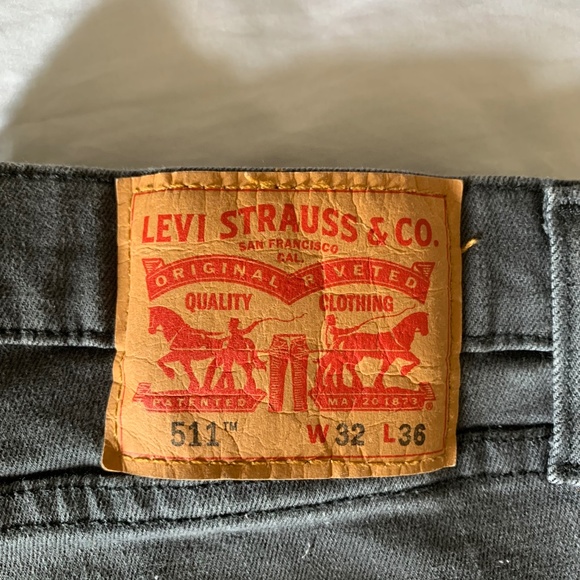 LEVI STRAUSS & CO.
SAN FRANCISCO
CAL.
ORIGINAL RIVETED
QUALITY CLOTHING
PATENTED MAY 20 1873
511™ W 32 L 36